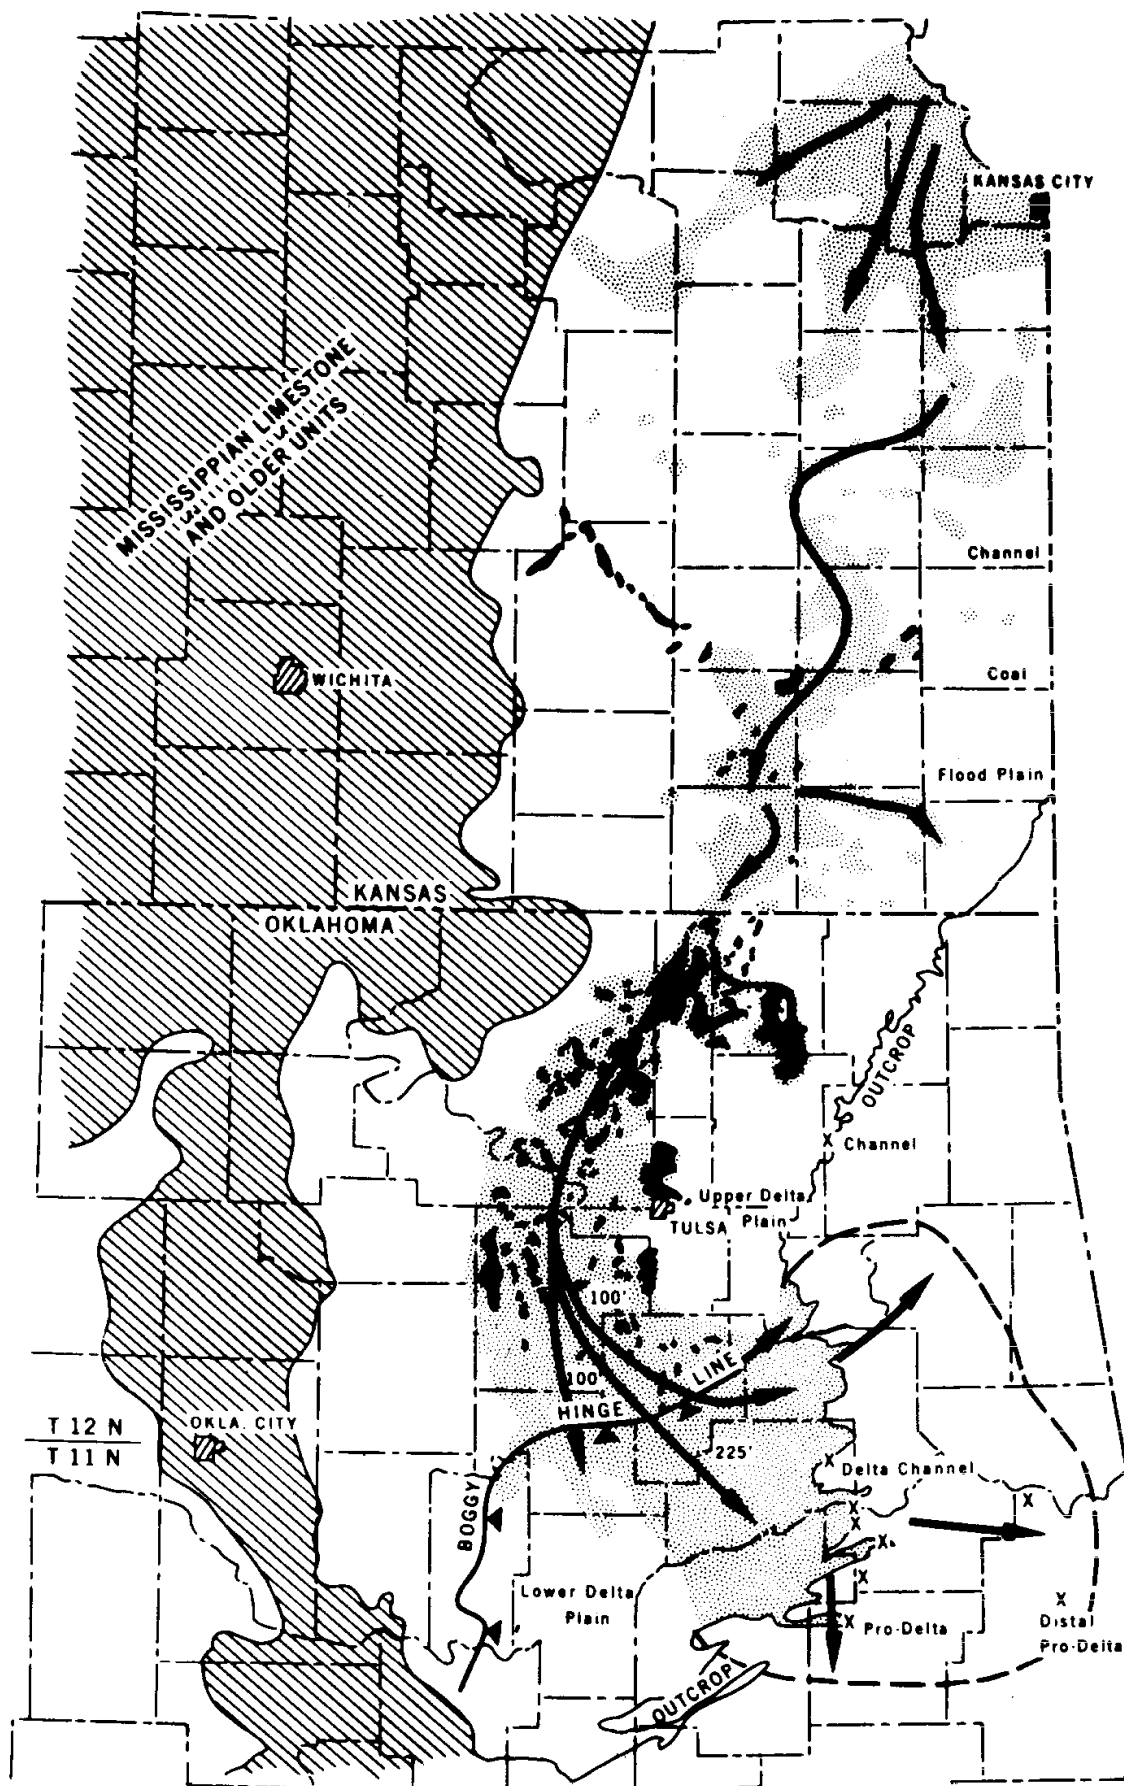 KANSAS CITY
MISSISSIPPIAN LIMESTONE
AND OLDER UNITS
Channel
WICHITA
Coal
Flood Plain
KANSAS
OKLAHOMA
OUTCROP
X Channel
Upper Delta
Plain
TULSA
100'
LINE
100'
HINGE
OKLA. CITY
T 12 N
T 11 N
225'
X Delta Channel
X
X
X
X
X
BOGGY
Lower Delta
Plain
X Pro-Delta
X
Distal
Pro-Delta
OUTCROP